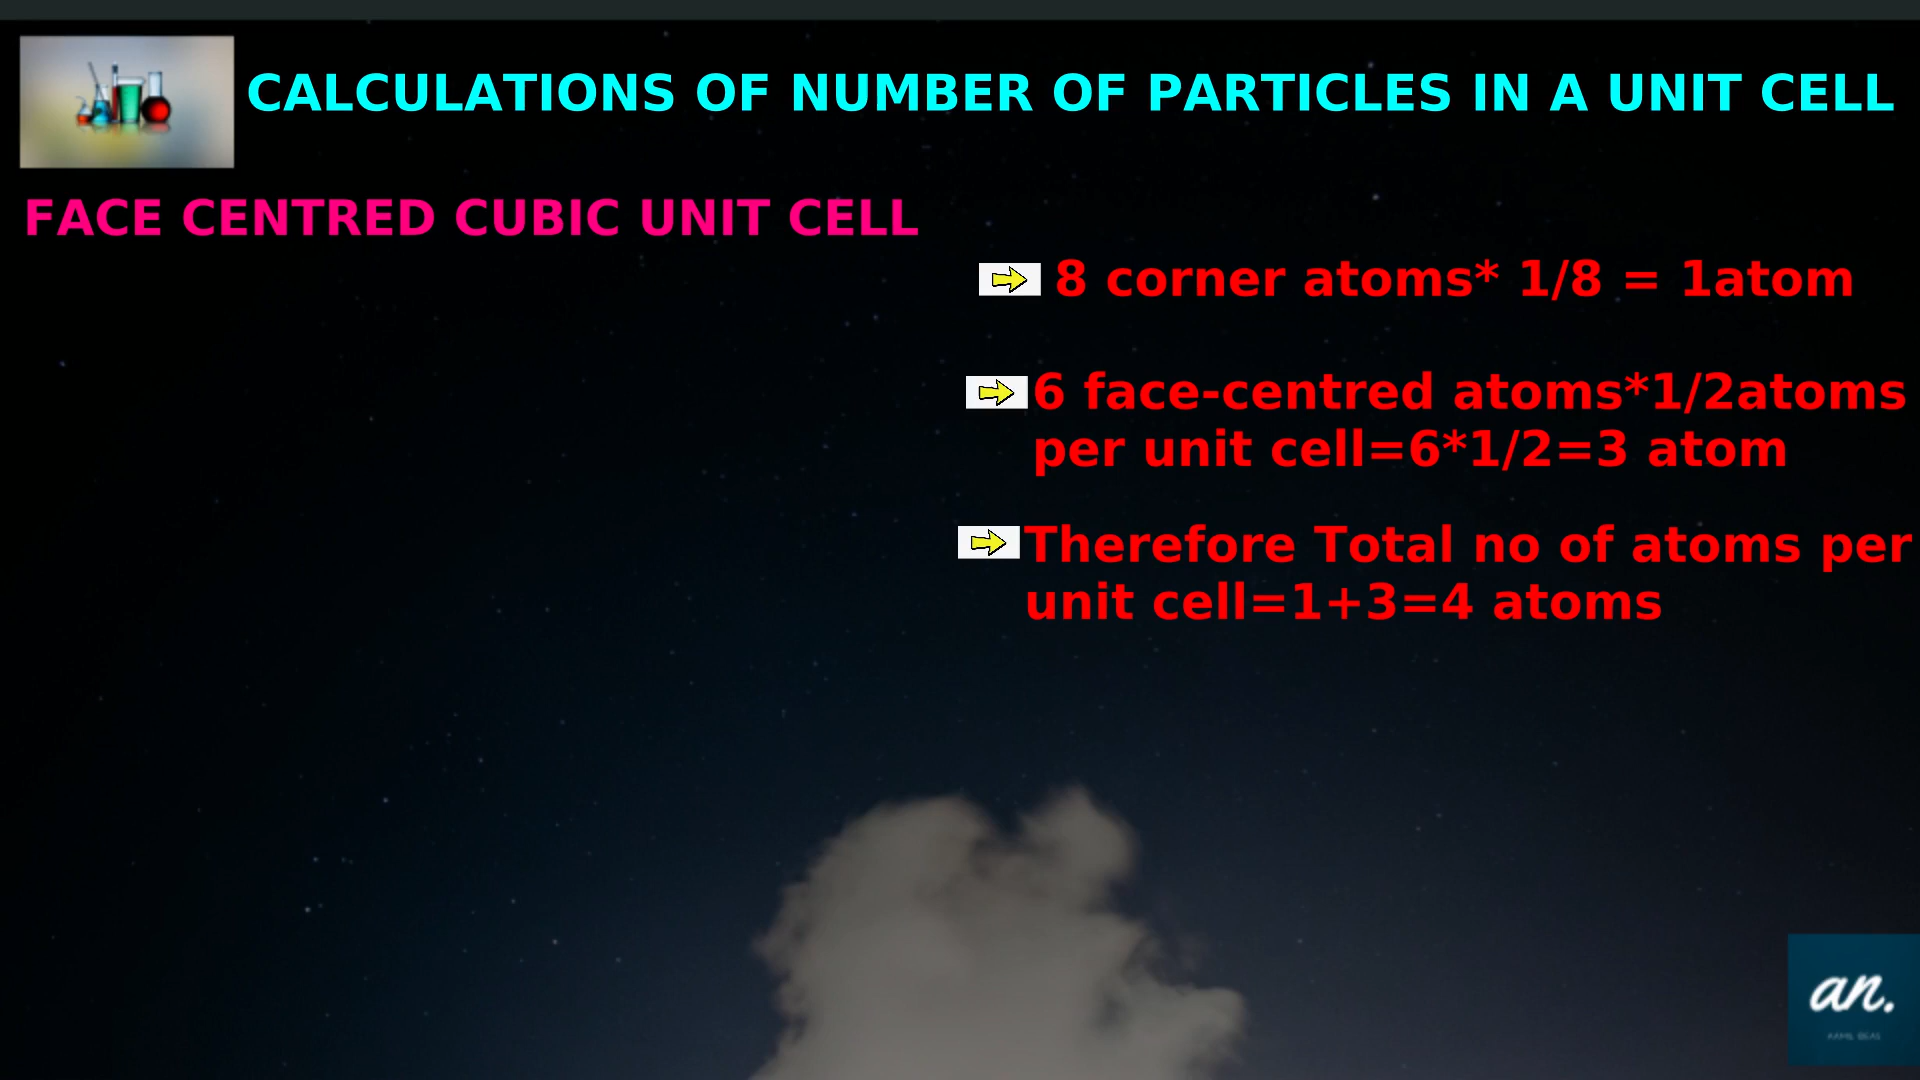 CALCULATIONS OF NUMBER OF PARTICLES IN A UNIT CELL
FACE CENTRED CUBIC UNIT CELL
8 corner atoms* 1/8 = 1atom
6 face-centred atoms*1/2atoms
per unit cell=6*1/2=3 atom
Therefore Total no of atoms per
unit cell=1+3=4 atoms
an.